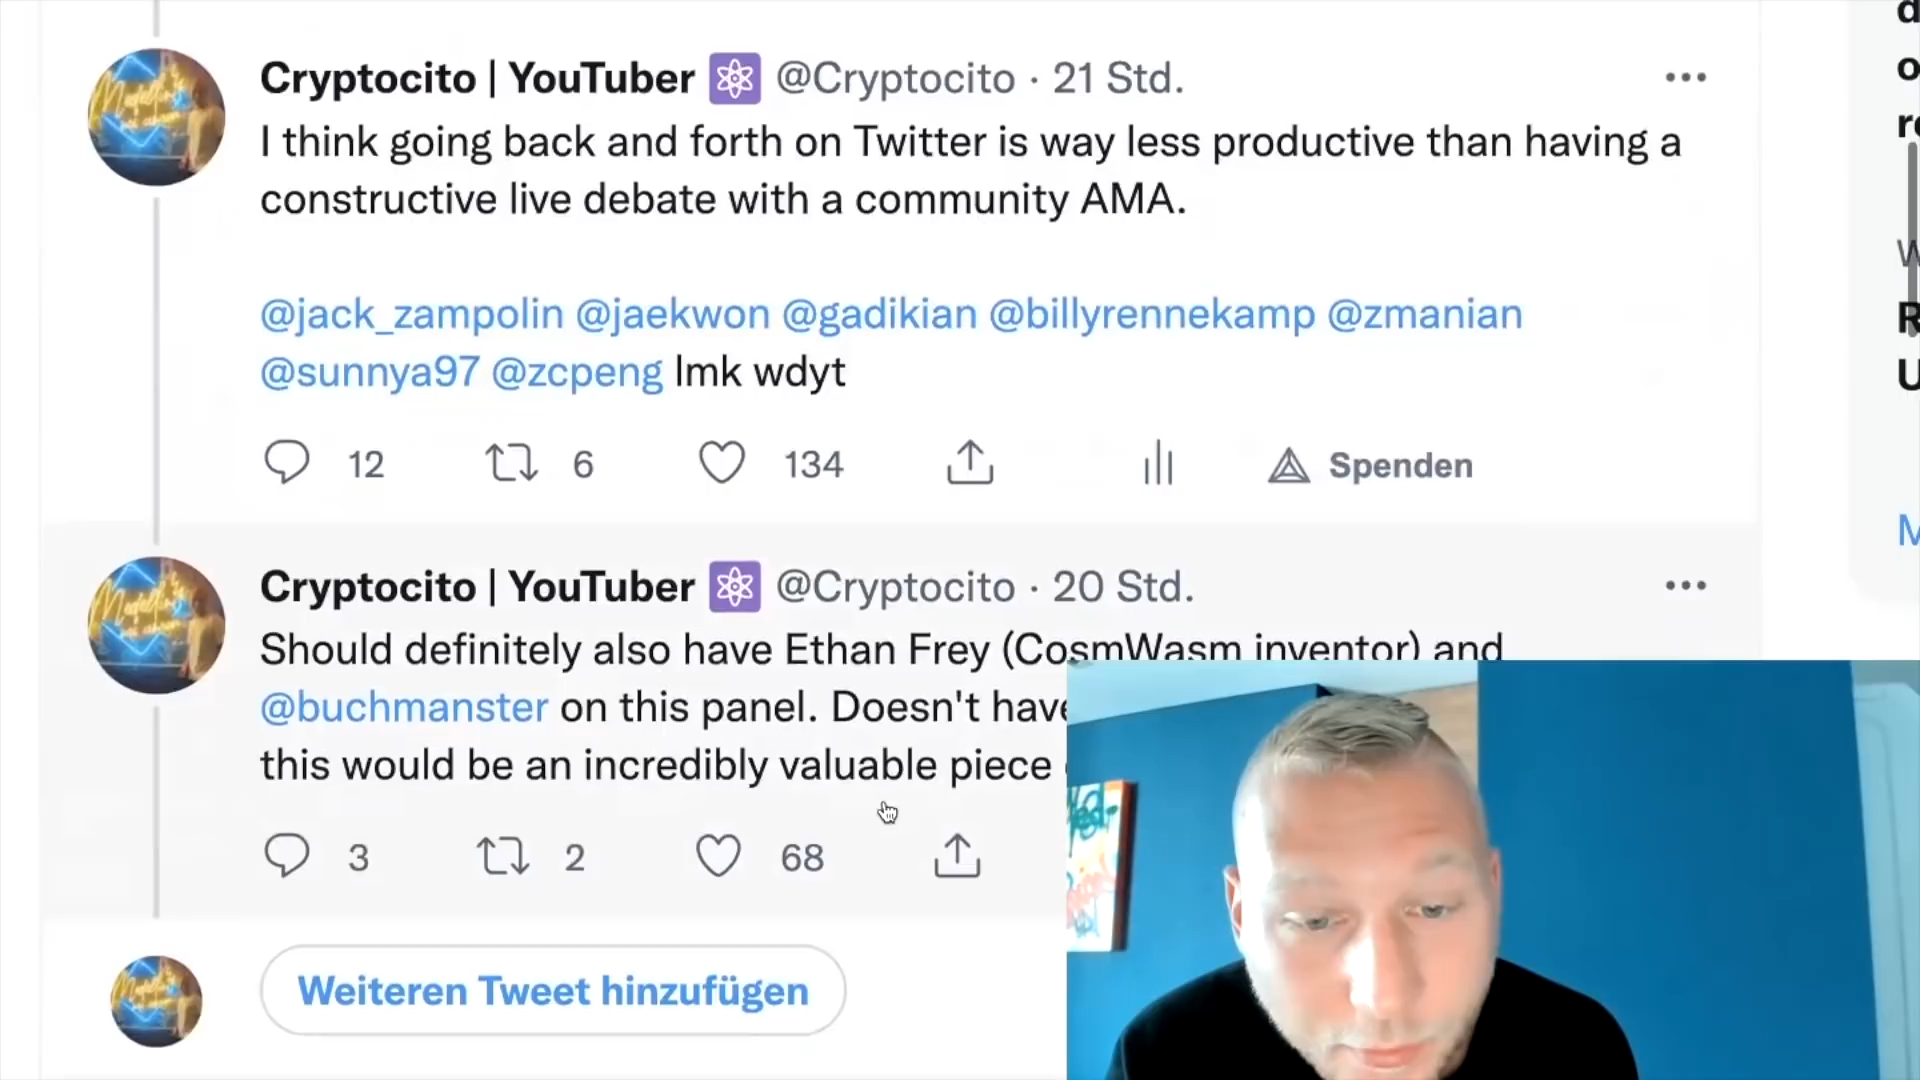 Cryptocito | YouTuber @Cryptocito · 21 Std.
I think going back and forth on Twitter is way less productive than having a
constructive live debate with a community AMA.
@jack_zampolin @jaekwon @gadikian @billyrennekamp @zmanian
@sunnya97 @zcpeng lmk wdyt
12 6 134 Spenden
Cryptocito | YouTuber @Cryptocito · 20 Std.
Should definitely also have Ethan Frey (CosmWasm inventor) and
@buchmanster on this panel. Doesn't have
this would be an incredibly valuable piece
3 2 68
Weiteren Tweet hinzufügen